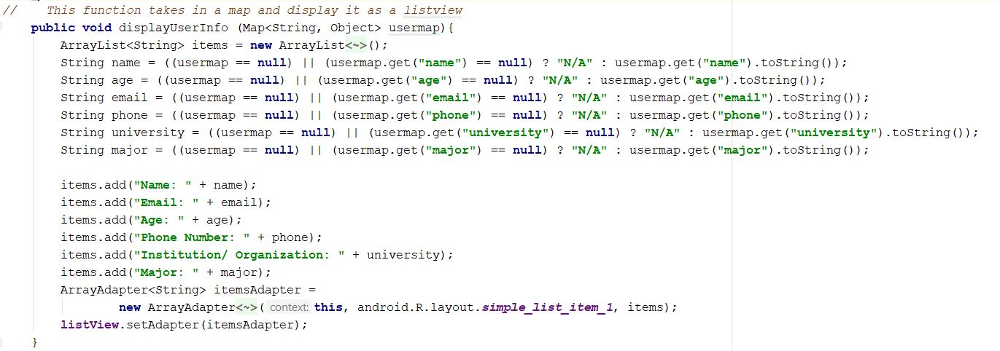 //    This function takes in a map and display it as a listview
public void displayUserInfo (Map<String, Object> usermap){
    ArrayList<String> items = new ArrayList<~>();
    String name = ((usermap == null) || (usermap.get("name") == null) ? "N/A" : usermap.get("name").toString());
    String age = ((usermap == null) || (usermap.get("age") == null) ? "N/A" : usermap.get("age").toString());
    String email = ((usermap == null) || (usermap.get("email") == null) ? "N/A" : usermap.get("email").toString());
    String phone = ((usermap == null) || (usermap.get("phone") == null) ? "N/A" : usermap.get("phone").toString());
    String university = ((usermap == null) || (usermap.get("university") == null) ? "N/A" : usermap.get("university").toString());
    String major = ((usermap == null) || (usermap.get("major") == null) ? "N/A" : usermap.get("major").toString());

    items.add("Name: " + name);
    items.add("Email: " + email);
    items.add("Age: " + age);
    items.add("Phone Number: " + phone);
    items.add("Institution/ Organization: " + university);
    items.add("Major: " + major);
    ArrayAdapter<String> itemsAdapter =
            new ArrayAdapter<~>( context: this, android.R.layout.simple_list_item_1, items);
    listView.setAdapter(itemsAdapter);
}